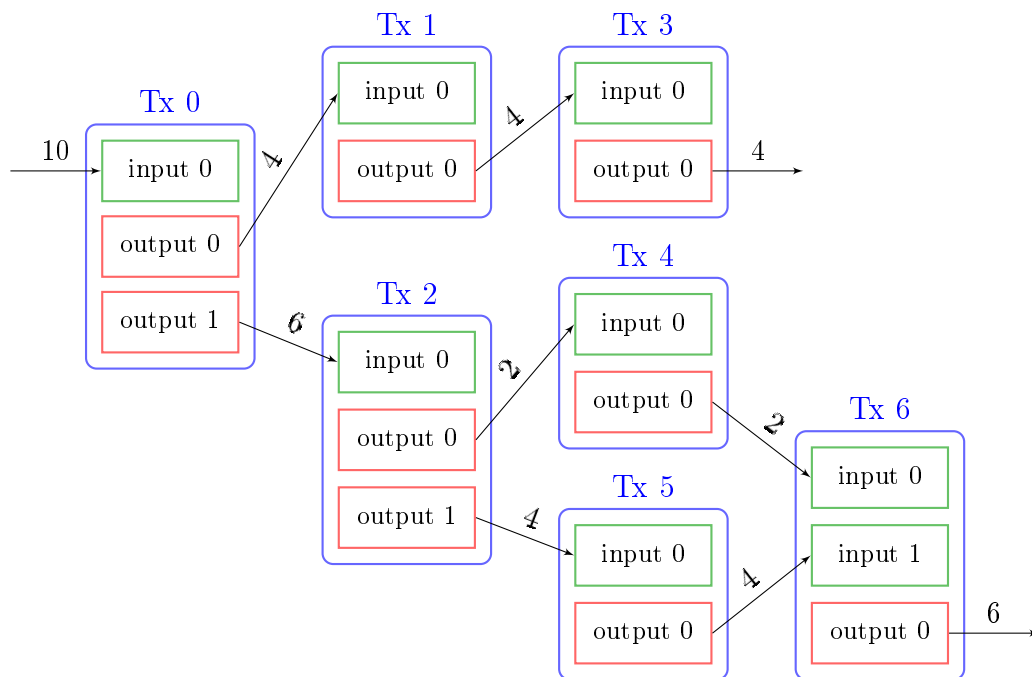 Tx 0
10
input 0
output 0
output 1
4
6
Tx 1
input 0
output 0
4
Tx 3
input 0
output 0
4
Tx 2
input 0
output 0
output 1
2
4
Tx 4
input 0
output 0
2
Tx 5
input 0
output 0
4
Tx 6
input 0
input 1
output 0
6